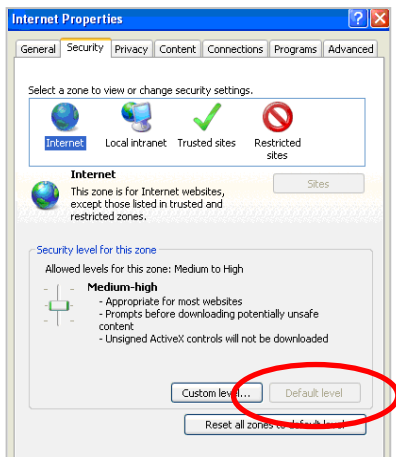 Internet Properties
General Security Privacy Content Connections Programs Advanced
Select a zone to view or change security settings.
Internet Local intranet Trusted sites Restricted sites
Internet
This zone is for Internet websites,
except those listed in trusted and
restricted zones.
Sites
Security level for this zone
Allowed levels for this zone: Medium to High
Medium-high
- Appropriate for most websites
- Prompts before downloading potentially unsafe
content
- Unsigned ActiveX controls will not be downloaded
Custom level... Default level
Reset all zones to default level